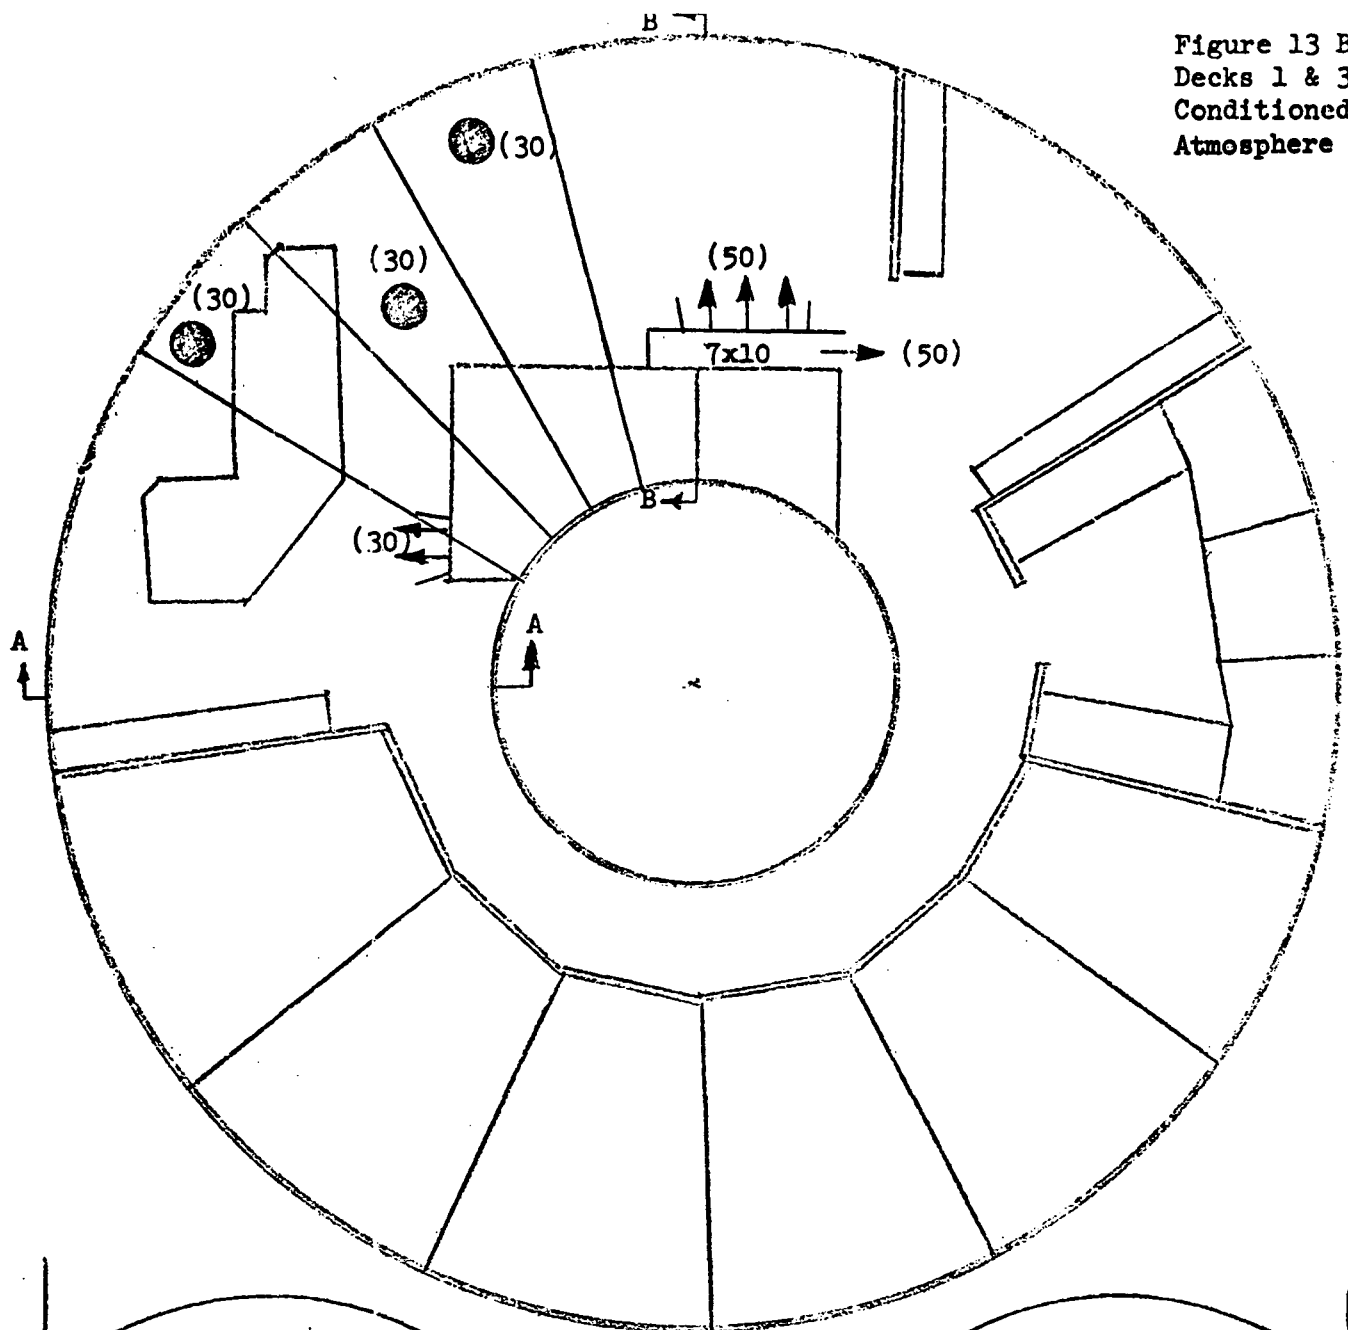 B
Figure 13 B
Decks 1 & 3
Conditioned
Atmosphere
(30)
(30)
(50)
(30)
7x10
(50)
B
(30)
A
A